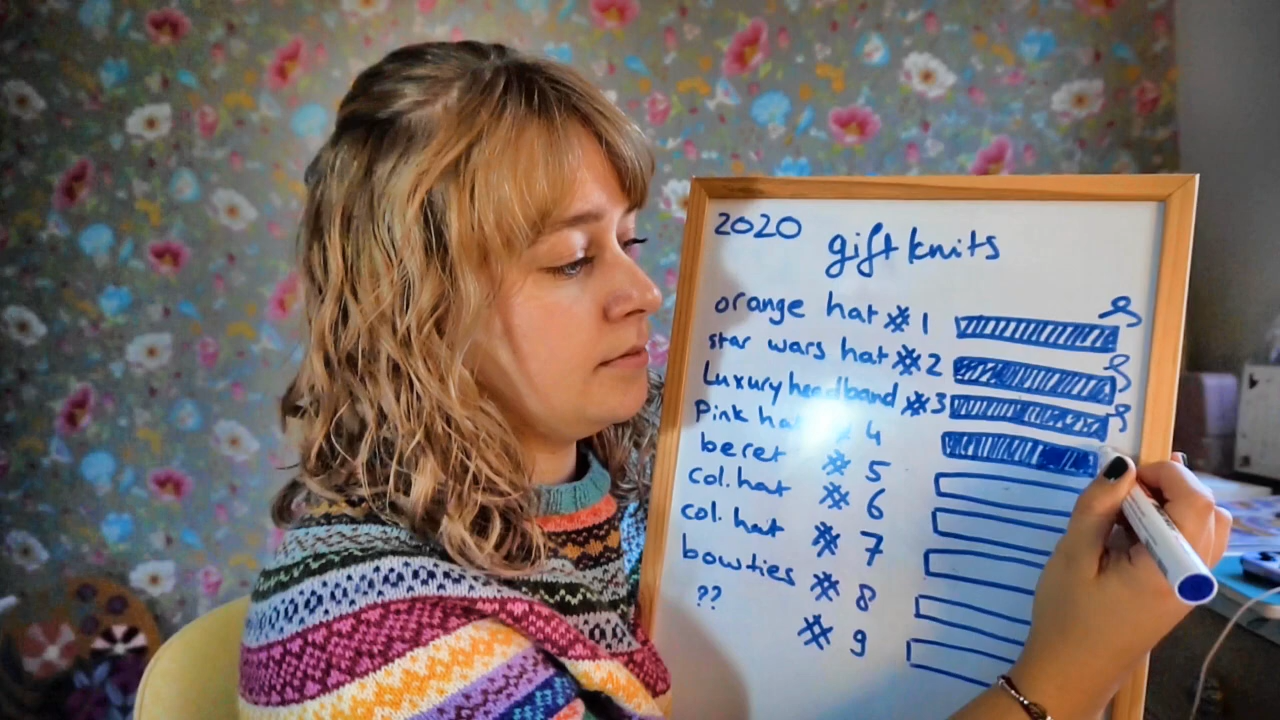 2020
gift knits
orange hat #1
star wars hat #2
Luxury headband #3
Pink hat # 4
beret # 5
col. hat # 6
col. hat # 7
bowties # 8
?? # 9